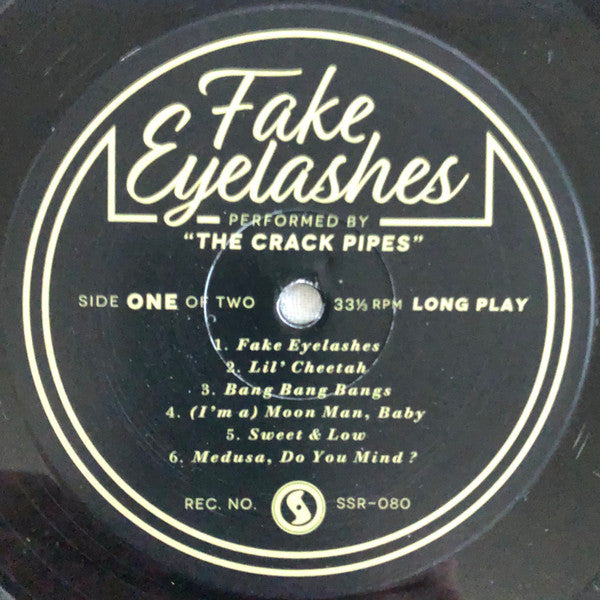 Fake
Eyelashes
PERFORMED BY
"THE CRACK PIPES"
SIDE ONE OF TWO 33⅓ RPM LONG PLAY
1. Fake Eyelashes
2. Lil' Cheetah
3. Bang Bang Bangs
4. (I'm a) Moon Man, Baby
5. Sweet & Low
6. Medusa, Do You Mind?
REC. NO. S SSR-080